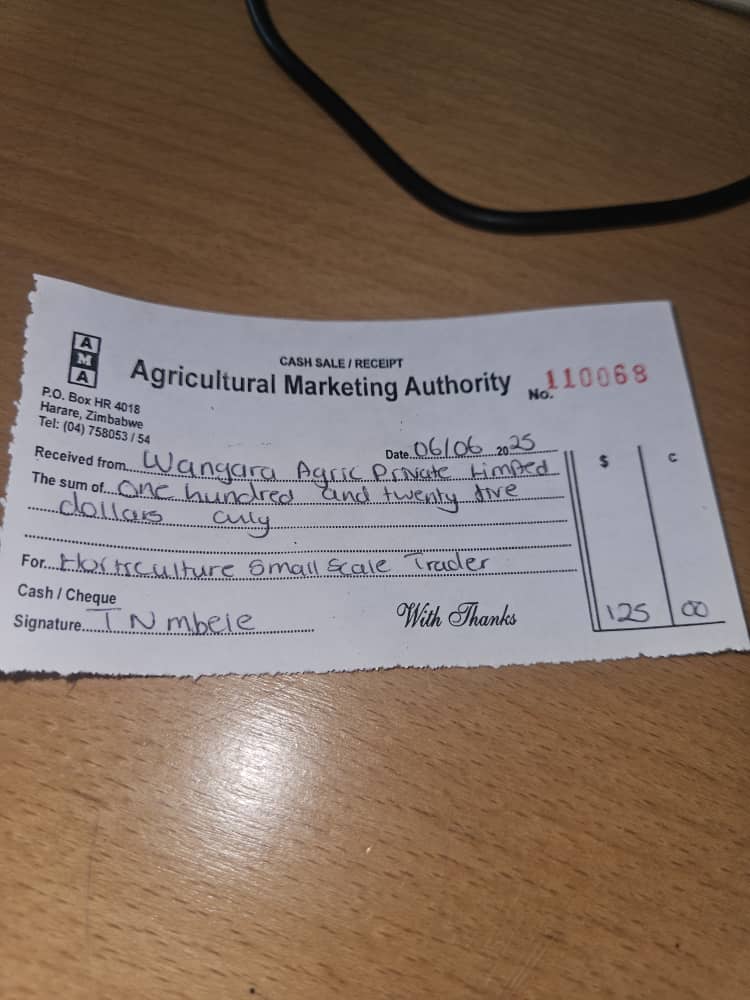 A
M
A
CASH SALE / RECEIPT
Agricultural Marketing Authority No. 110068
P.O. Box HR 4018
Harare, Zimbabwe
Tel: (04) 758053 / 54
Date 06/06 2025
Received from Wangara Agric Private Limited
The sum of One hundred and twenty five
dollars only
$ c
For Horticulture Small Scale Trader
Cash / Cheque
Signature T N mbele
With Thanks
125 00